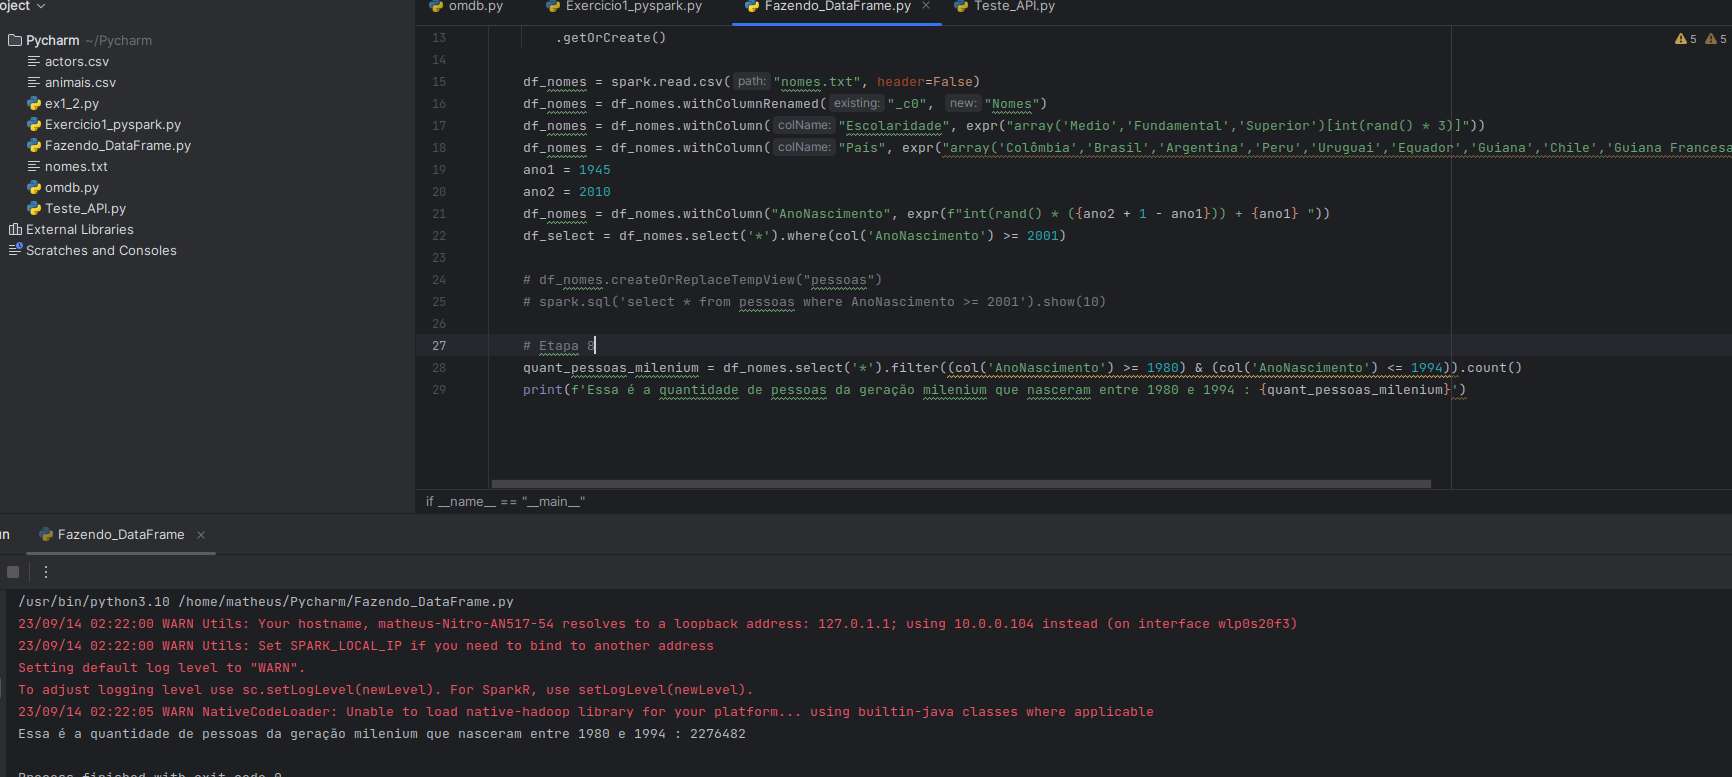 oject
omdb.py
Exercicio1_pyspark.py
Fazendo_DataFrame.py
Teste_API.py
Pycharm ~/Pycharm
actors.csv
animais.csv
ex1_2.py
Exercicio1_pyspark.py
Fazendo_DataFrame.py
nomes.txt
omdb.py
Teste_API.py
External Libraries
Scratches and Consoles
5 5
13 .getOrCreate()
14
15 df_nomes = spark.read.csv( path: "nomes.txt", header=False)
16 df_nomes = df_nomes.withColumnRenamed( existing: "_c0", new: "Nomes")
17 df_nomes = df_nomes.withColumn( colName: "Escolaridade", expr("array('Medio','Fundamental','Superior')[int(rand() * 3)]"))
18 df_nomes = df_nomes.withColumn( colName: "País", expr("array('Colômbia','Brasil','Argentina','Peru','Uruguai','Equador','Guiana','Chile','Guiana Francesa
19 ano1 = 1945
20 ano2 = 2010
21 df_nomes = df_nomes.withColumn("AnoNascimento", expr(f"int(rand() * ({ano2 + 1 - ano1})) + {ano1} "))
22 df_select = df_nomes.select('*').where(col('AnoNascimento') >= 2001)
23
24 # df_nomes.createOrReplaceTempView("pessoas")
25 # spark.sql('select * from pessoas where AnoNascimento >= 2001').show(10)
26
27 # Etapa 8
28 quant_pessoas_milenium = df_nomes.select('*').filter((col('AnoNascimento') >= 1980) & (col('AnoNascimento') <= 1994)).count()
29 print(f'Essa é a quantidade de pessoas da geração milenium que nasceram entre 1980 e 1994 : {quant_pessoas_milenium}')
if __name__ == "__main__"
un
Fazendo_DataFrame
/usr/bin/python3.10 /home/matheus/Pycharm/Fazendo_DataFrame.py
23/09/14 02:22:00 WARN Utils: Your hostname, matheus-Nitro-AN517-54 resolves to a loopback address: 127.0.1.1; using 10.0.0.104 instead (on interface wlp0s20f3)
23/09/14 02:22:00 WARN Utils: Set SPARK_LOCAL_IP if you need to bind to another address
Setting default log level to "WARN".
To adjust logging level use sc.setLogLevel(newLevel). For SparkR, use setLogLevel(newLevel).
23/09/14 02:22:05 WARN NativeCodeLoader: Unable to load native-hadoop library for your platform... using builtin-java classes where applicable
Essa é a quantidade de pessoas da geração milenium que nasceram entre 1980 e 1994 : 2276482
Process finished with exit code 0